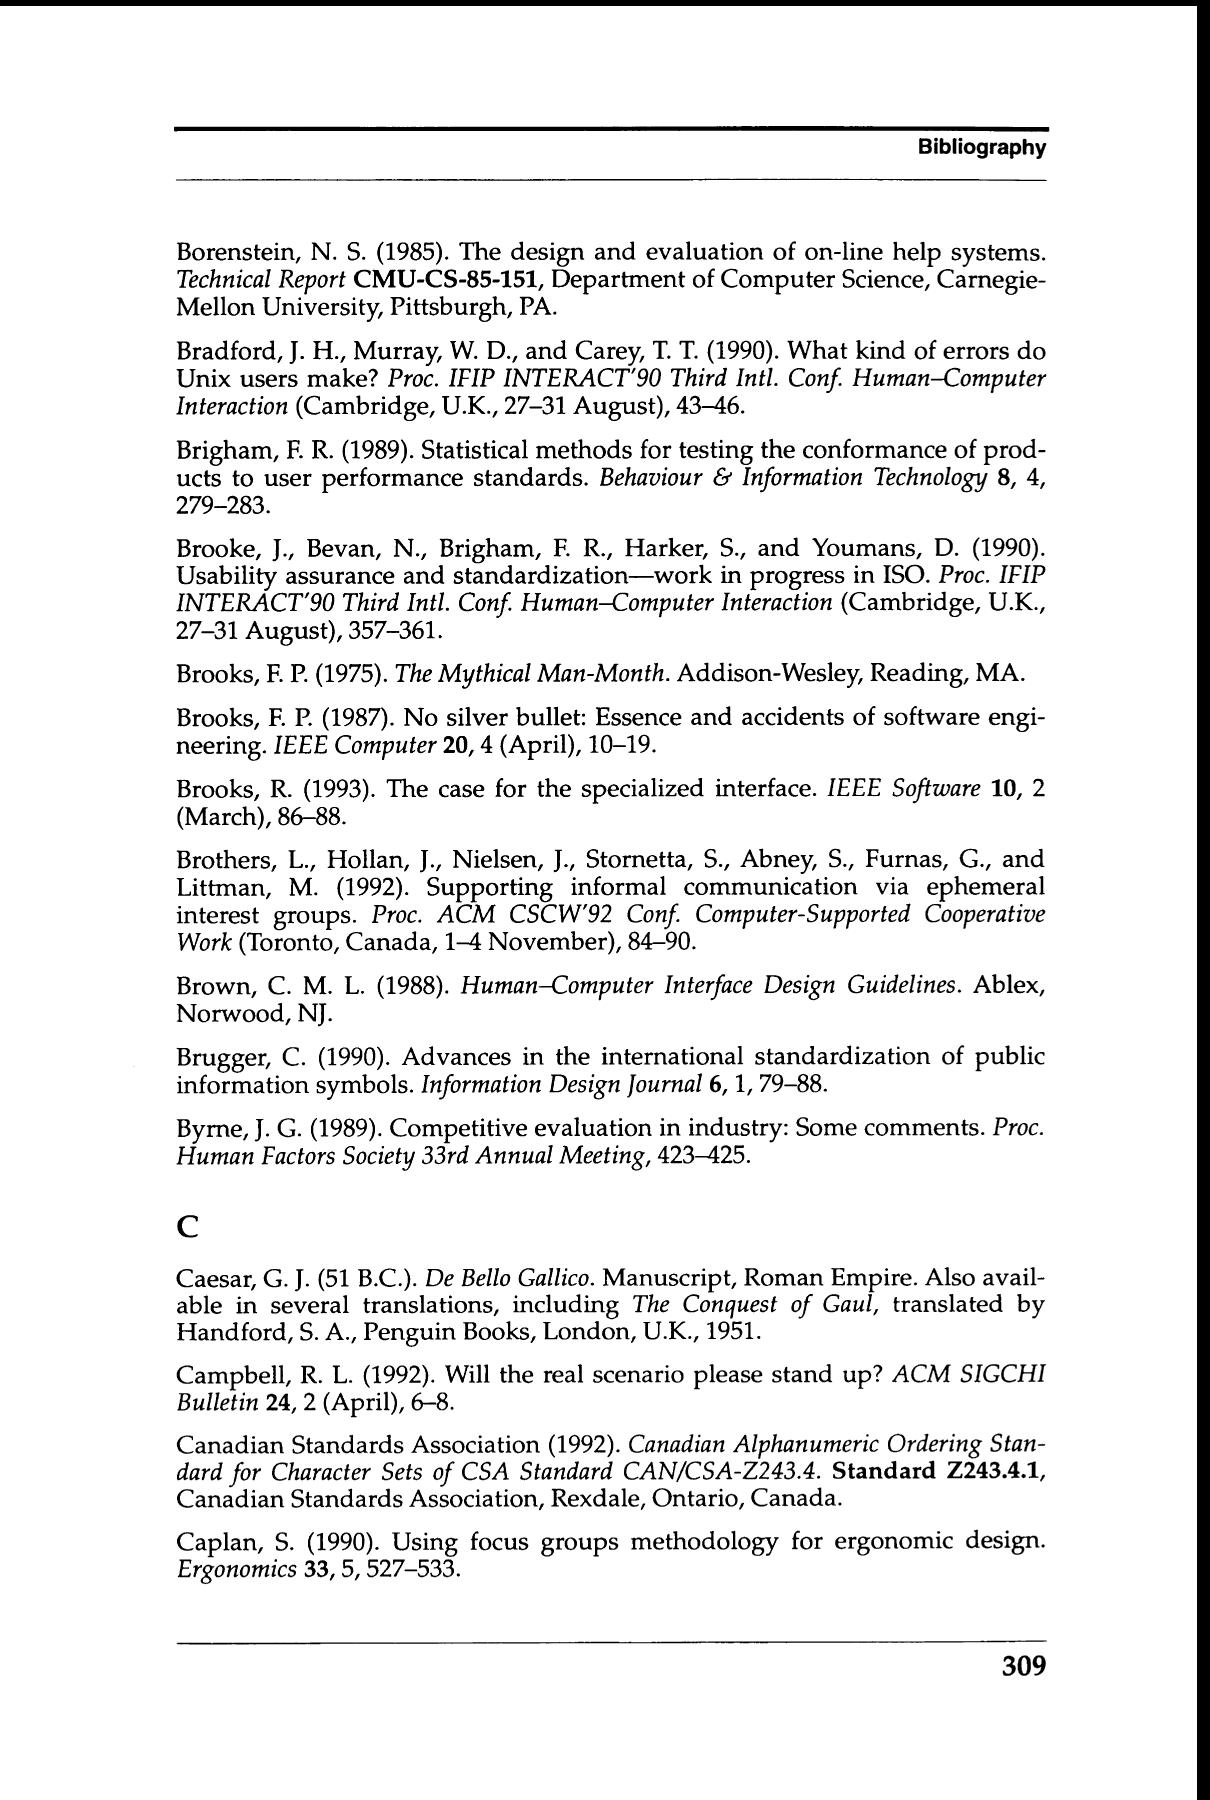 Bibliography
Borenstein, N. S. (1985). The design and evaluation of on-line help systems.
Technical Report CMU-CS-85-151, Department of Computer Science, Carnegie-
Mellon University, Pittsburgh, PA.
Bradford, J. H., Murray, W. D., and Carey, T. T. (1990). What kind of errors do
Unix users make? Proc. IFIP INTERACT'90 Third Intl. Conf. Human–Computer
Interaction (Cambridge, U.K., 27–31 August), 43–46.
Brigham, F. R. (1989). Statistical methods for testing the conformance of prod-
ucts to user performance standards. Behaviour & Information Technology 8, 4,
279–283.
Brooke, J., Bevan, N., Brigham, F. R., Harker, S., and Youmans, D. (1990).
Usability assurance and standardization—work in progress in ISO. Proc. IFIP
INTERACT'90 Third Intl. Conf. Human–Computer Interaction (Cambridge, U.K.,
27–31 August), 357–361.
Brooks, F. P. (1975). The Mythical Man-Month. Addison-Wesley, Reading, MA.
Brooks, F. P. (1987). No silver bullet: Essence and accidents of software engi-
neering. IEEE Computer 20, 4 (April), 10–19.
Brooks, R. (1993). The case for the specialized interface. IEEE Software 10, 2
(March), 86–88.
Brothers, L., Hollan, J., Nielsen, J., Stornetta, S., Abney, S., Furnas, G., and
Littman, M. (1992). Supporting informal communication via ephemeral
interest groups. Proc. ACM CSCW'92 Conf. Computer-Supported Cooperative
Work (Toronto, Canada, 1–4 November), 84–90.
Brown, C. M. L. (1988). Human–Computer Interface Design Guidelines. Ablex,
Norwood, NJ.
Brugger, C. (1990). Advances in the international standardization of public
information symbols. Information Design Journal 6, 1, 79–88.
Byrne, J. G. (1989). Competitive evaluation in industry: Some comments. Proc.
Human Factors Society 33rd Annual Meeting, 423–425.
C
Caesar, G. J. (51 B.C.). De Bello Gallico. Manuscript, Roman Empire. Also avail-
able in several translations, including The Conquest of Gaul, translated by
Handford, S. A., Penguin Books, London, U.K., 1951.
Campbell, R. L. (1992). Will the real scenario please stand up? ACM SIGCHI
Bulletin 24, 2 (April), 6–8.
Canadian Standards Association (1992). Canadian Alphanumeric Ordering Stan-
dard for Character Sets of CSA Standard CAN/CSA-Z243.4. Standard Z243.4.1,
Canadian Standards Association, Rexdale, Ontario, Canada.
Caplan, S. (1990). Using focus groups methodology for ergonomic design.
Ergonomics 33, 5, 527–533.
309